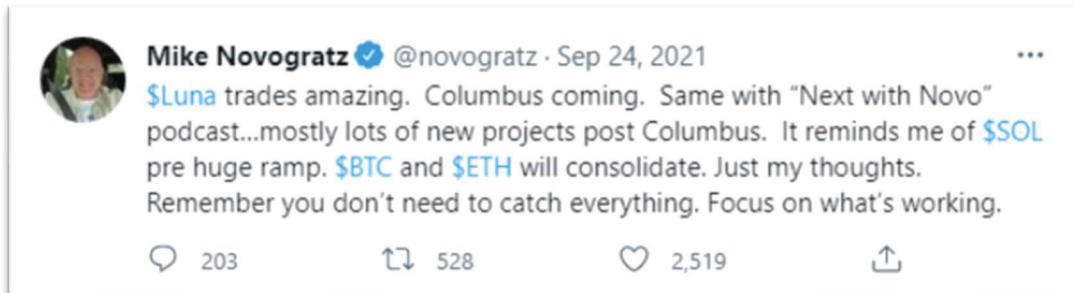 Mike Novogratz @novogratz · Sep 24, 2021 ...
$Luna trades amazing.  Columbus coming.  Same with “Next with Novo”
podcast...mostly lots of new projects post Columbus.  It reminds me of $SOL
pre huge ramp. $BTC and $ETH will consolidate. Just my thoughts.
Remember you don’t need to catch everything. Focus on what’s working.
203 528 2,519